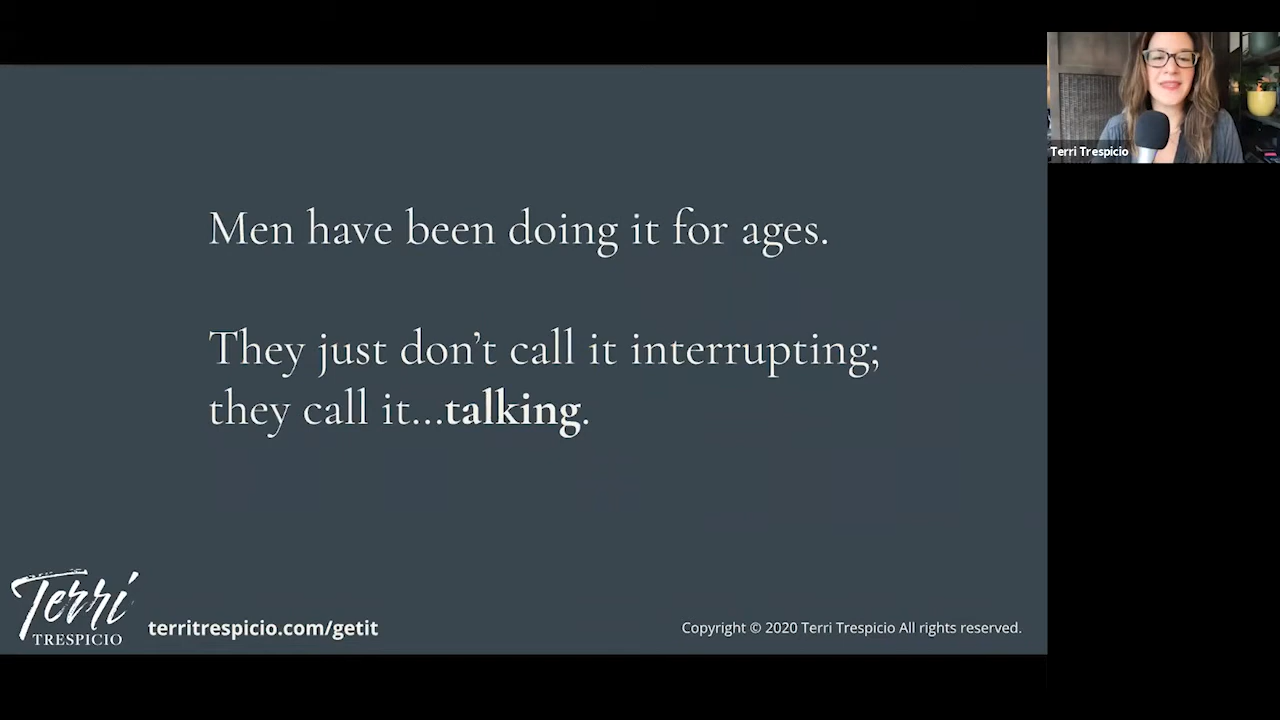 Men have been doing it for ages.
They just don’t call it interrupting;
they call it...talking.
Terri
TRESPICIO
territrespicio.com/getit
Copyright © 2020 Terri Trespicio All rights reserved.
Terri Trespicio